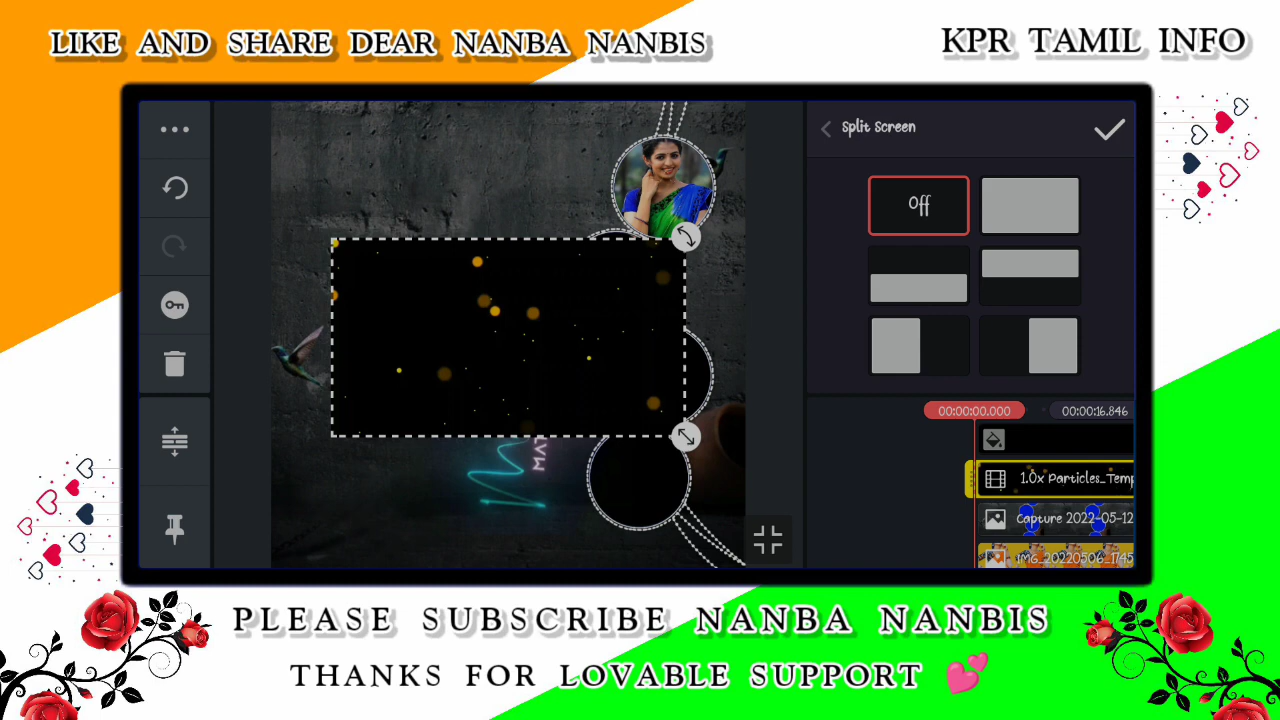 LIKE AND SHARE DEAR NANBA NANBIS
KPR TAMIL INFO
Split Screen
Off
00:00:00.000
00:00:16.846
1.0x Particles_Temp
Capture 2022-05-12
IMG_20220506_1745
PLEASE SUBSCRIBE NANBA NANBIS
THANKS FOR LOVABLE SUPPORT 💕